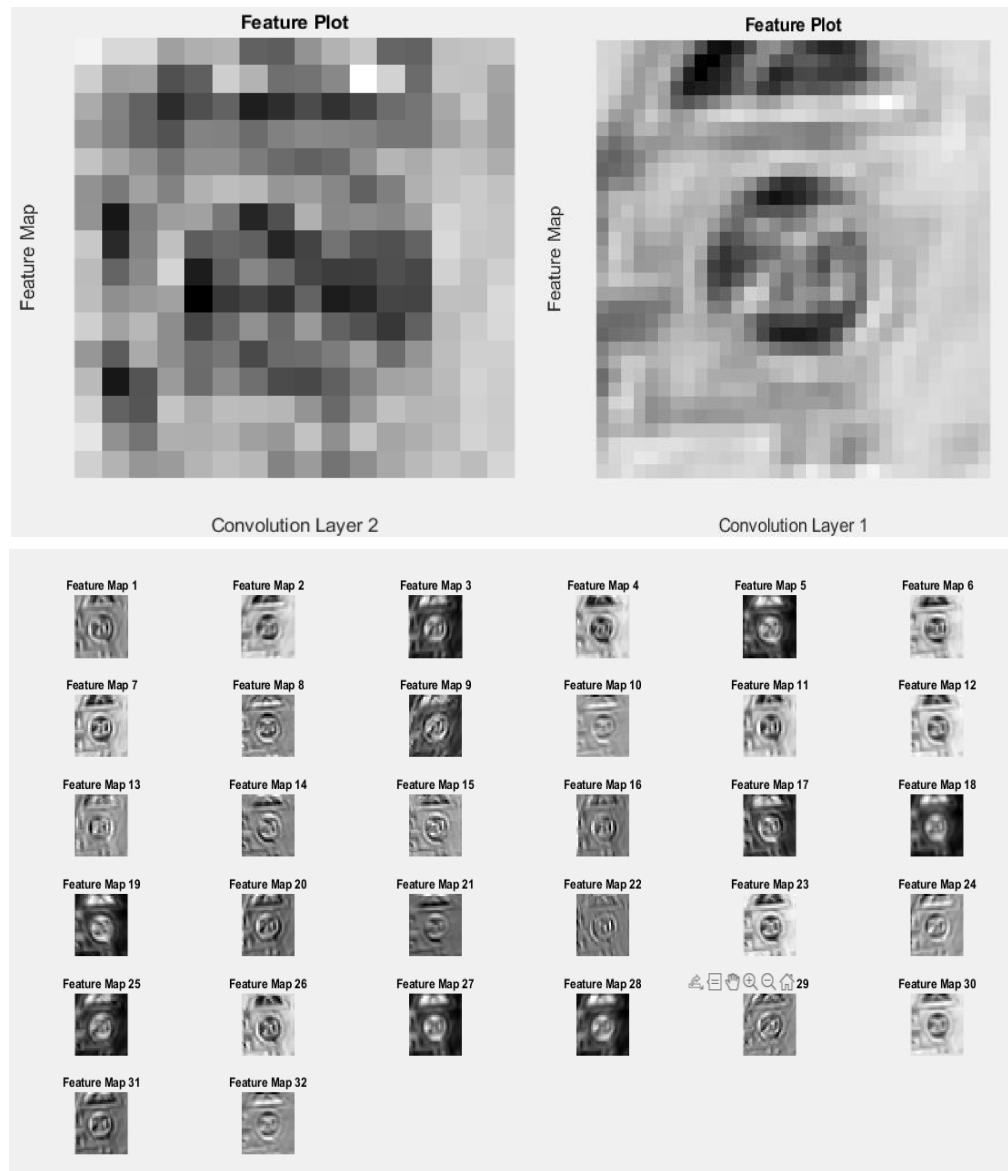 Feature Plot
Feature Map
Convolution Layer 2
Feature Plot
Feature Map
Convolution Layer 1
Feature Map 1
Feature Map 2
Feature Map 3
Feature Map 4
Feature Map 5
Feature Map 6
Feature Map 7
Feature Map 8
Feature Map 9
Feature Map 10
Feature Map 11
Feature Map 12
Feature Map 13
Feature Map 14
Feature Map 15
Feature Map 16
Feature Map 17
Feature Map 18
Feature Map 19
Feature Map 20
Feature Map 21
Feature Map 22
Feature Map 23
Feature Map 24
Feature Map 25
Feature Map 26
Feature Map 27
Feature Map 28
29
Feature Map 30
Feature Map 31
Feature Map 32